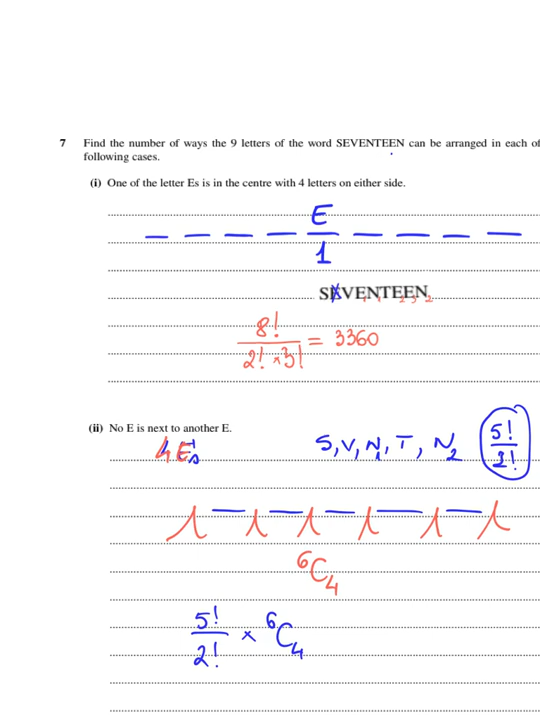 7 Find the number of ways the 9 letters of the word SEVENTEEN can be arranged in each of
following cases.
(i) One of the letter Es is in the centre with 4 letters on either side.
E
1
SEVENTEEN
8!
2! × 3! = 3360
(ii) No E is next to another E.
4 Es
S, V, N1, T, N2 5!
2!
6C4
5!
2! × 6C4